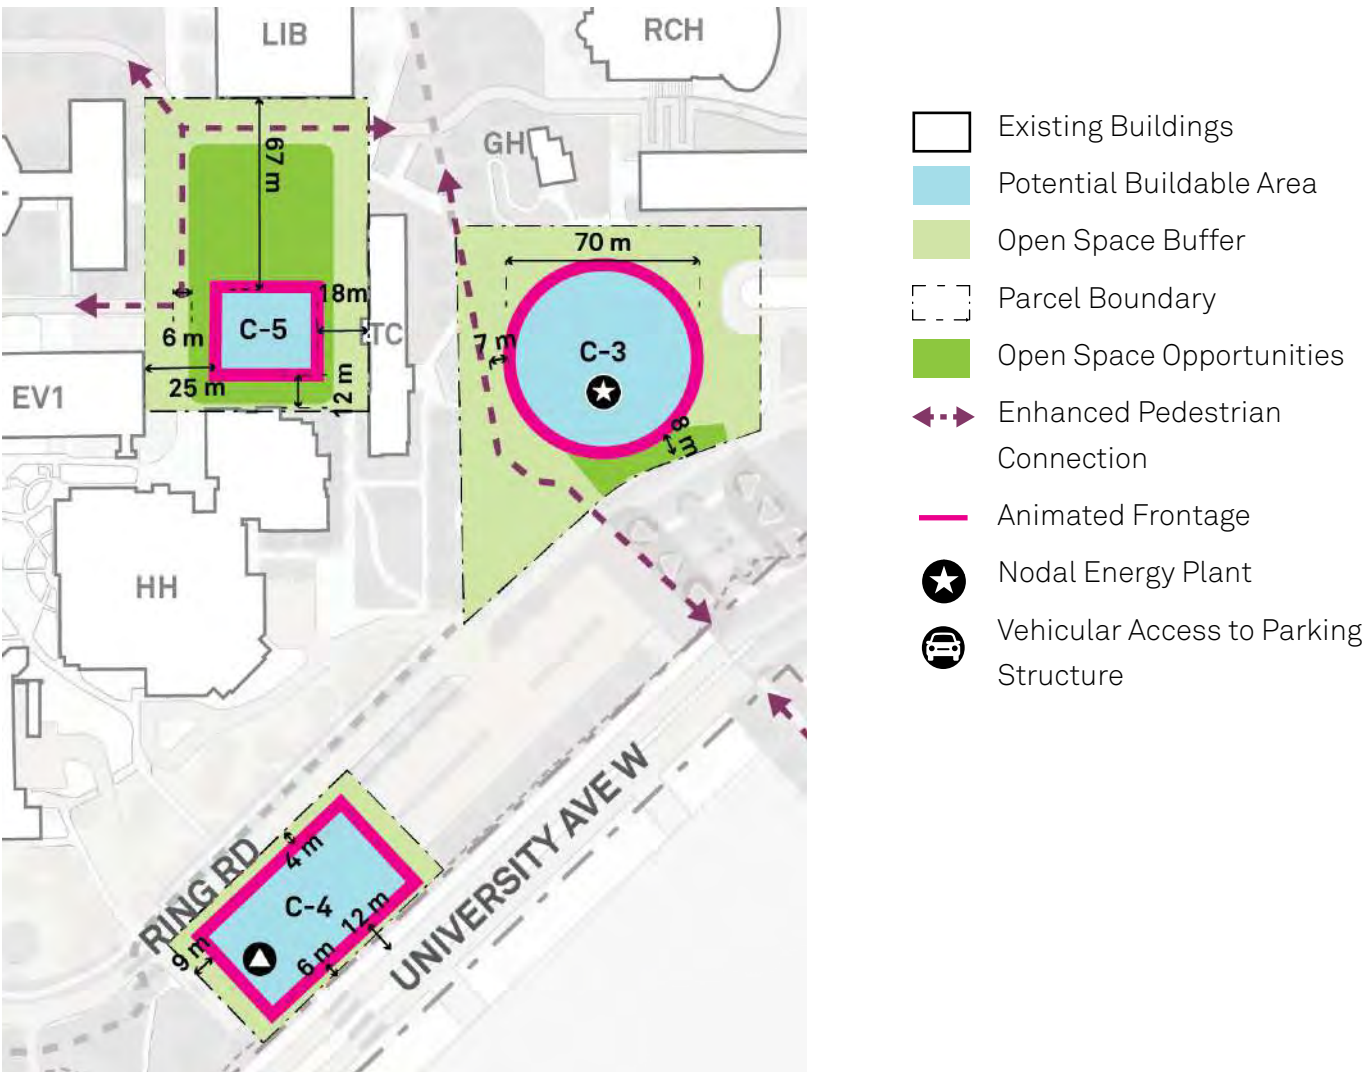 LIB
RCH
GH
67 m
70 m
18m
C-5
6 m
TC
7 m
C-3
25 m
2 m
EV1
8 m
HH
RING RD
4 m
C-4
12 m
9 m
6 m
UNIVERSITY AVE W
Existing Buildings
Potential Buildable Area
Open Space Buffer
Parcel Boundary
Open Space Opportunities
Enhanced Pedestrian
Connection
Animated Frontage
Nodal Energy Plant
Vehicular Access to Parking
Structure